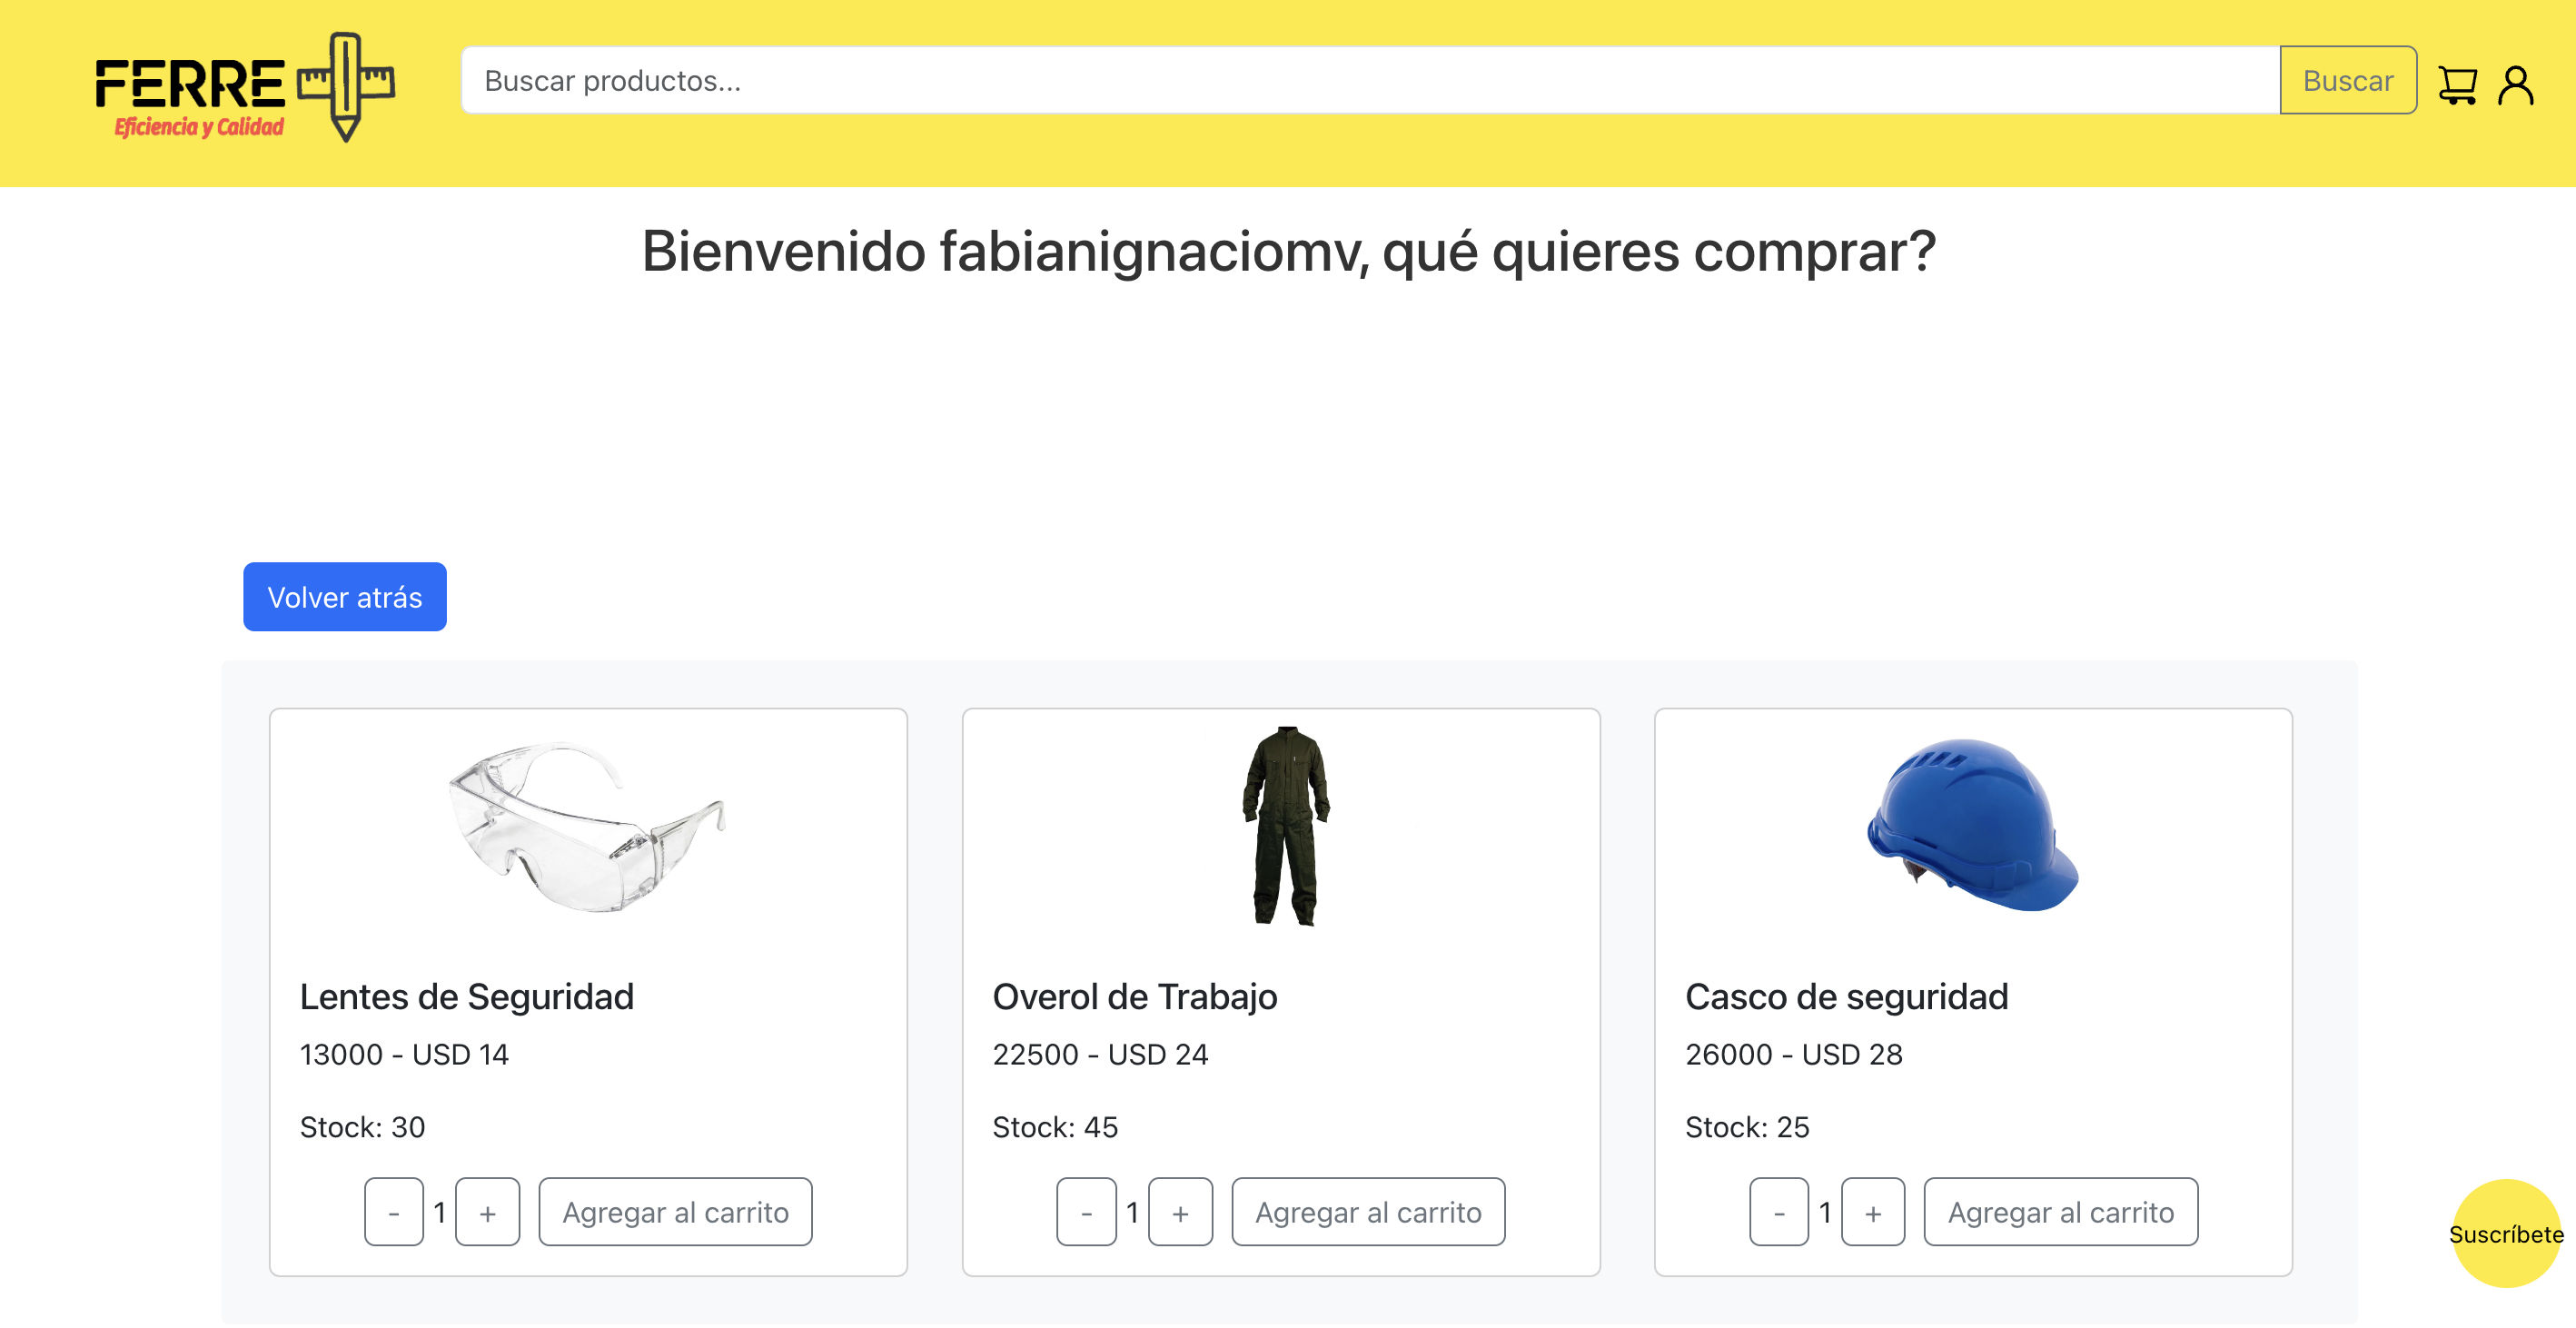 FERRE
Eficiencia y Calidad
Buscar productos...
Buscar
Bienvenido fabianignaciomv, qué quieres comprar?
Volver atrás
Lentes de Seguridad
13000 - USD 14
Stock: 30
- 1 + Agregar al carrito
Overol de Trabajo
22500 - USD 24
Stock: 45
- 1 + Agregar al carrito
Casco de seguridad
26000 - USD 28
Stock: 25
- 1 + Agregar al carrito
Suscríbete